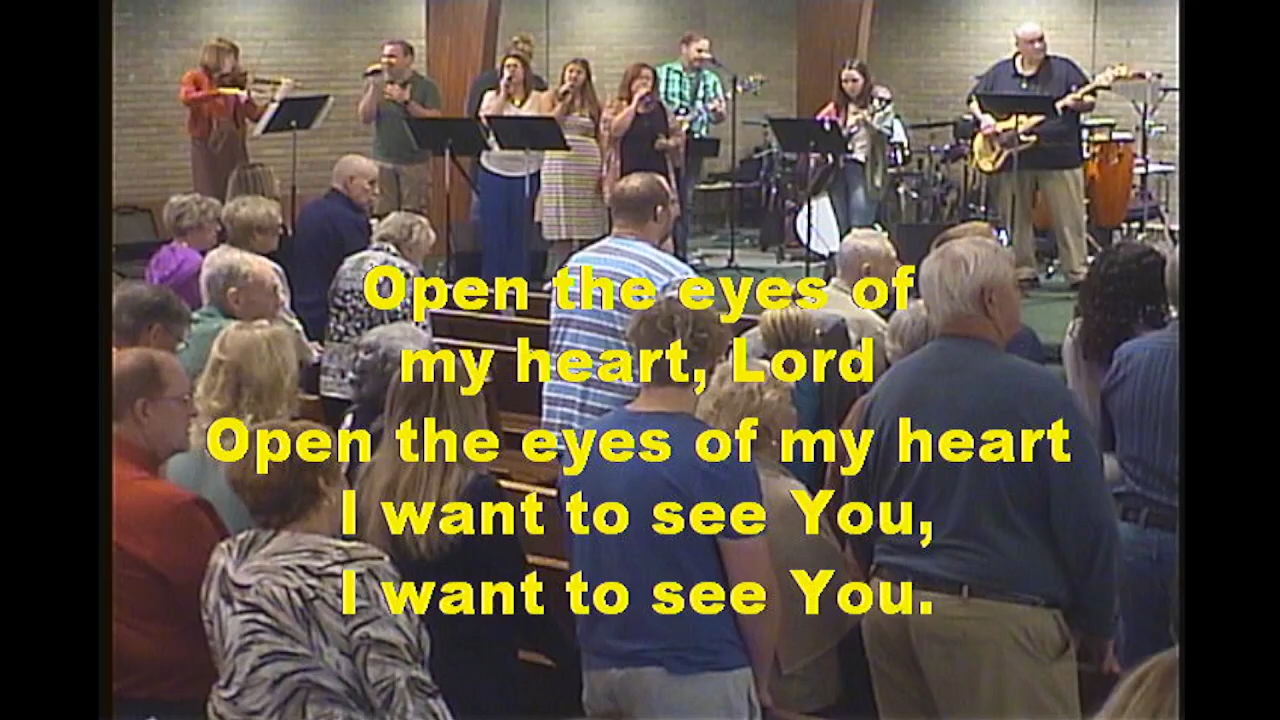 Open the eyes of
my heart, Lord
Open the eyes of my heart
I want to see You,
I want to see You.